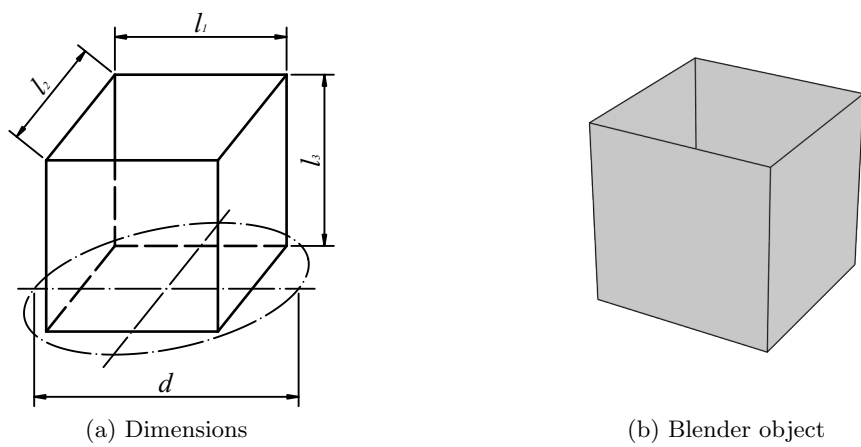 l₁
l₂
l₃
d
(a) Dimensions
(b) Blender object